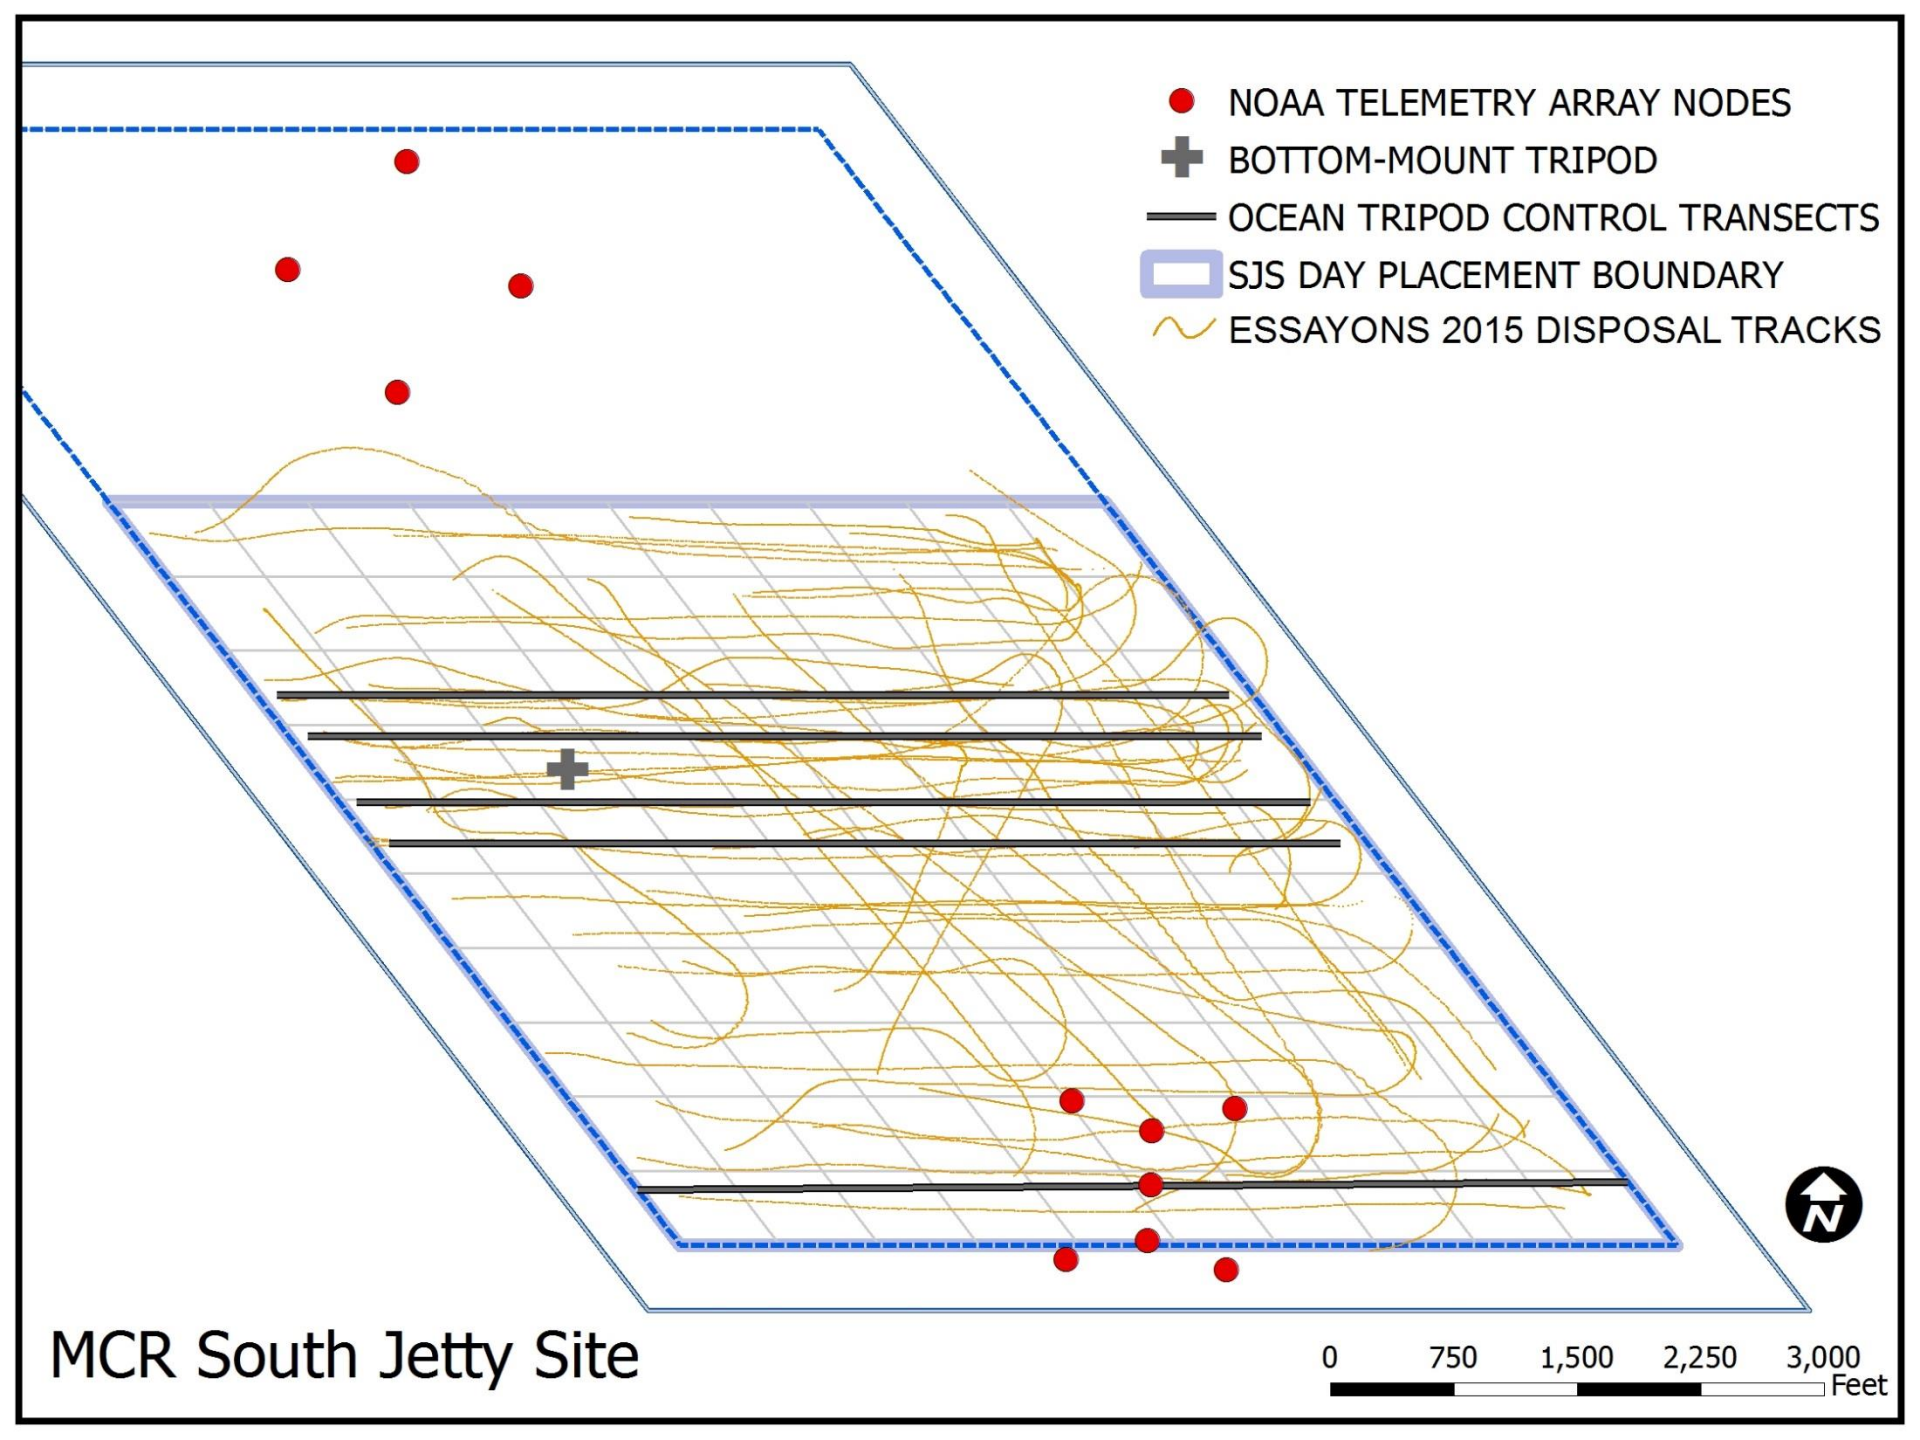 NOAA TELEMETRY ARRAY NODES
BOTTOM-MOUNT TRIPOD
OCEAN TRIPOD CONTROL TRANSECTS
SJS DAY PLACEMENT BOUNDARY
ESSAYONS 2015 DISPOSAL TRACKS
N
MCR South Jetty Site
0 750 1,500 2,250 3,000
Feet